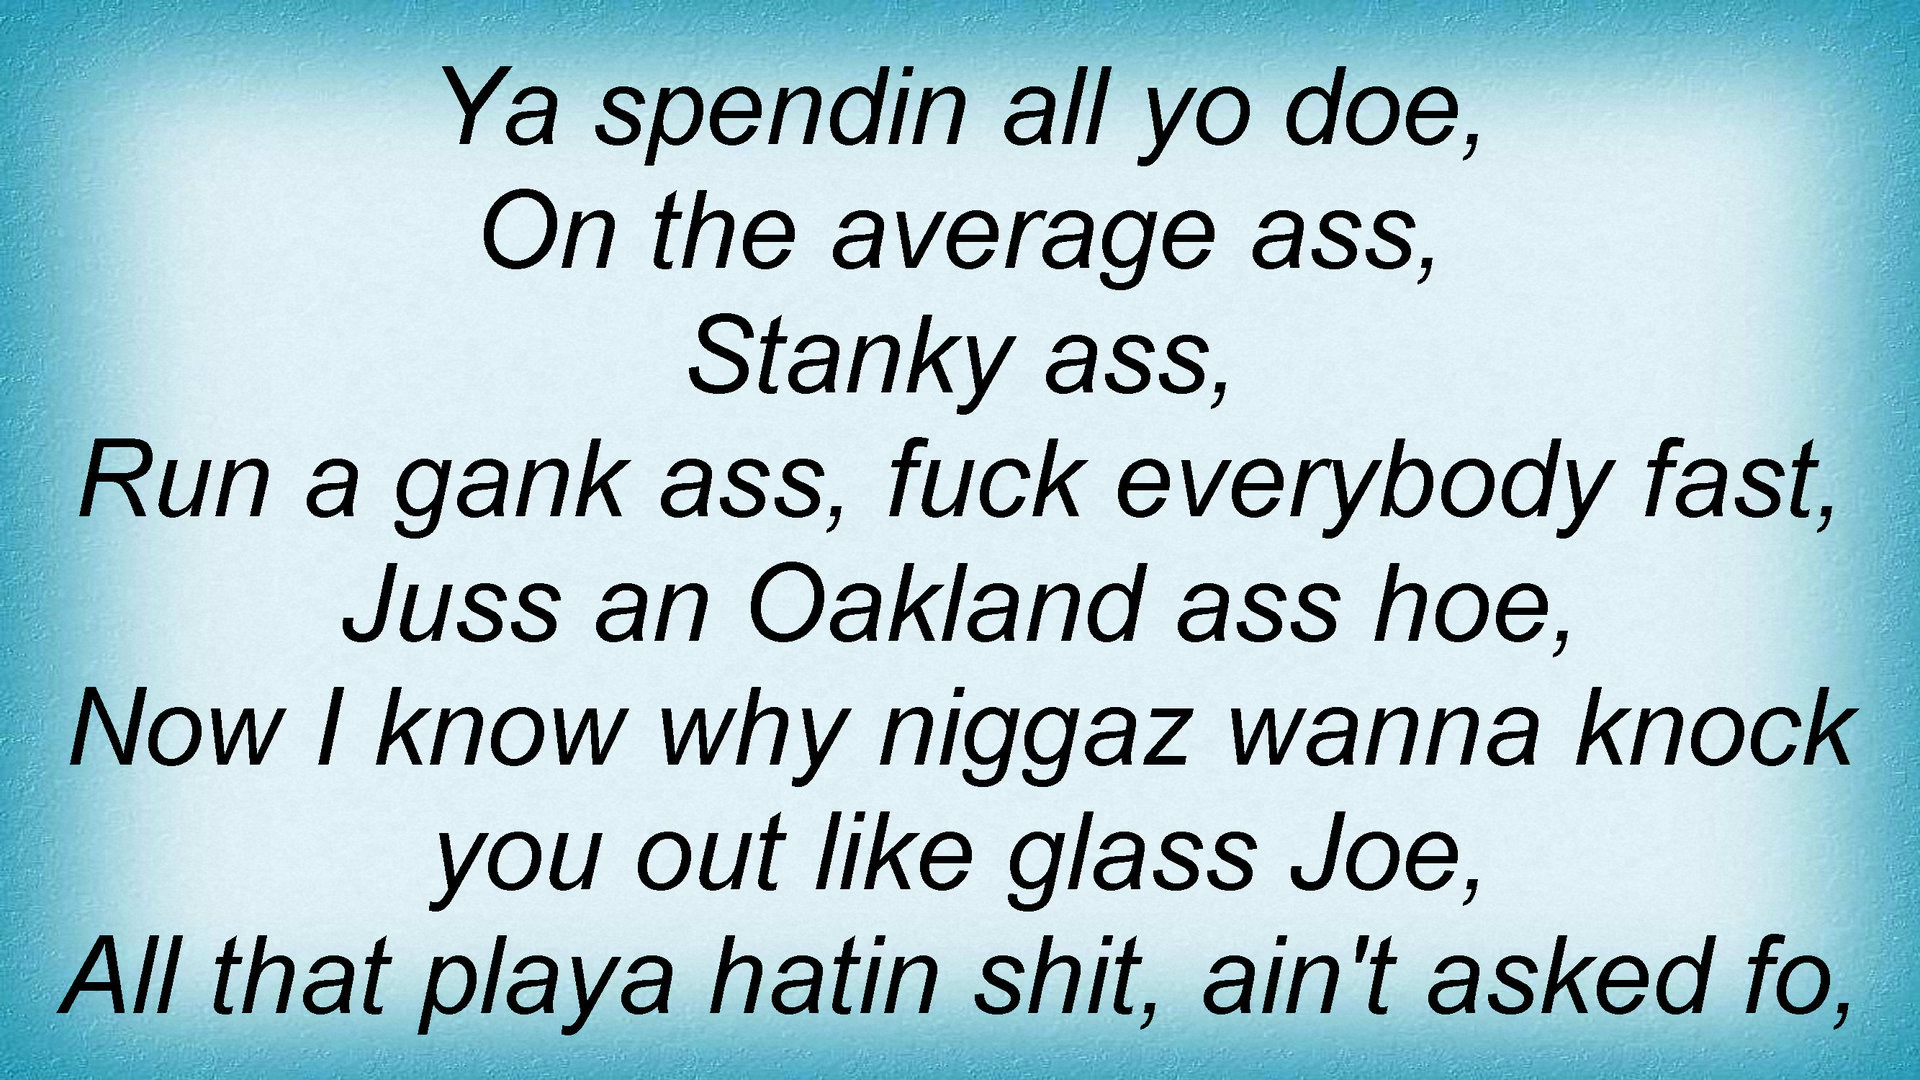 Ya spendin all yo doe,
On the average ass,
Stanky ass,
Run a gank ass, fuck everybody fast,
Juss an Oakland ass hoe,
Now I know why niggaz wanna knock
you out like glass Joe,
All that playa hatin shit, ain't asked fo,